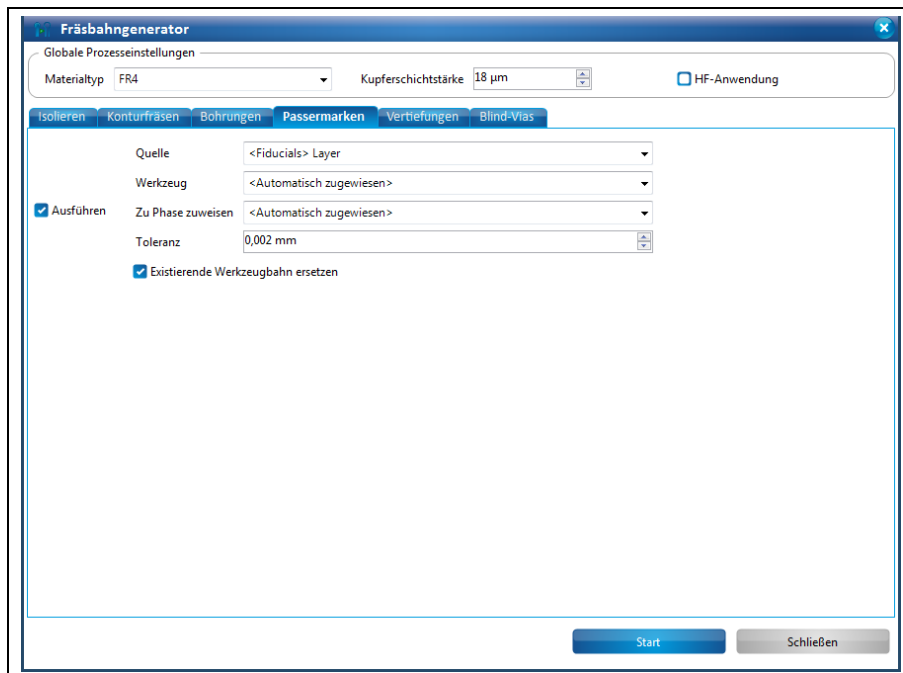 Fräsbahngenerator
Globale Prozesseinstellungen
Materialtyp FR4 Kupferschichtstärke 18 µm HF-Anwendung
Isolieren Konturfräsen Bohrungen Passermarken Vertiefungen Blind-Vias
Quelle <Fiducials> Layer
Werkzeug <Automatisch zugewiesen>
Ausführen Zu Phase zuweisen <Automatisch zugewiesen>
Toleranz 0,002 mm
Existierende Werkzeugbahn ersetzen
Start Schließen